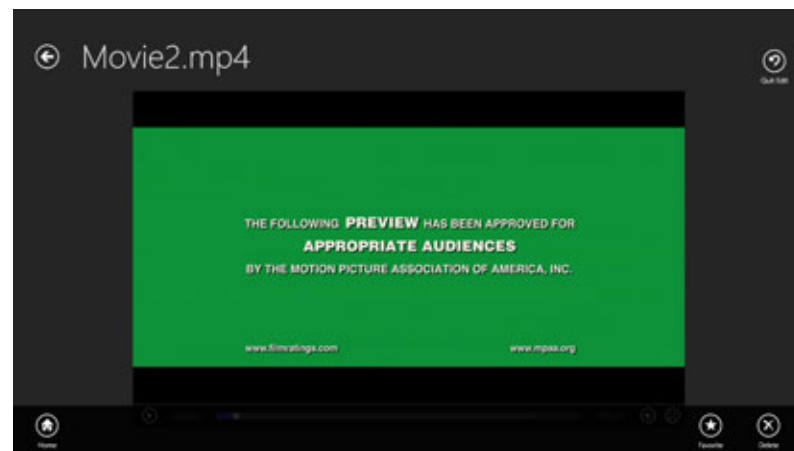 Movie2.mp4
Quit Edit
THE FOLLOWING PREVIEW HAS BEEN APPROVED FOR
APPROPRIATE AUDIENCES
BY THE MOTION PICTURE ASSOCIATION OF AMERICA, INC.
www.filmratings.com www.mpaa.org
Home Favorite Delete